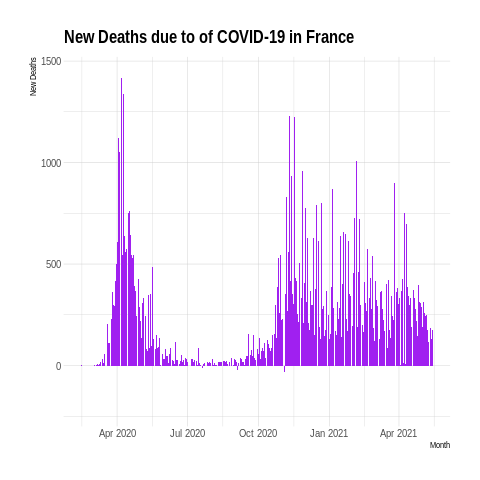 New Deaths due to of COVID-19 in France
New Deaths
1500
1000
500
0
Apr 2020 Jul 2020 Oct 2020 Jan 2021 Apr 2021
Month